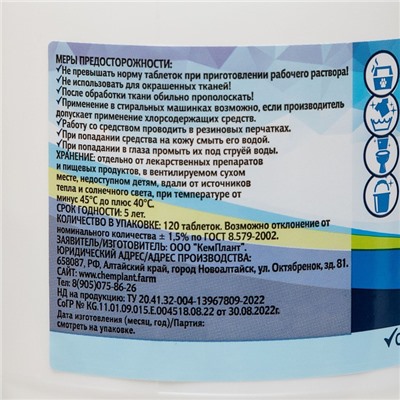 МЕРЫ ПРЕДОСТОРОЖНОСТИ:
✓Не превышать норму таблеток при приготовлении рабочего раствора!
✓Не использовать для окрашенных тканей!
✓После обработки ткани обильно прополоскать!
✓Применение в стиральных машинках возможно, если производитель
допускает применение хлорсодержащих средств.
✓Работу со средством проводить в резиновых перчатках.
✓При попадании средства на кожу смыть его водой.
✓При попадании в глаза промыть их под струёй воды.
ХРАНЕНИЕ: отдельно от лекарственных препаратов
и пищевых продуктов, в вентилируемом сухом
месте, недоступном детям, вдали от источников
тепла и солнечного света, при температуре от
минус 45°С до плюс 40°С.
СРОК ГОДНОСТИ: 5 лет.
КОЛИЧЕСТВО В УПАКОВКЕ: 120 таблеток. Возможно отклонение от
номинального количества ± 1,5% по ГОСТ 8.579-2002.
ЗАЯВИТЕЛЬ/ИЗГОТОВИТЕЛЬ: ООО "КемПлант".
ЮРИДИЧЕСКИЙ АДРЕС/АДРЕС ПРОИЗВОДСТВА:
658087, РФ, Алтайский край, город Новоалтайск, ул. Октябренок, зд. 81.
САЙТ: www.chemplant.farm
Тел: 8(905)075-86-26
НД на продукцию: ТУ 20.41.32-004-13967809-2022
СоГР № KG.11.01.09.015.Е.004518.08.22 от 30.08.2022г.
Дата изготовления (месяц, год)/Партия:
смотреть на упаковке.